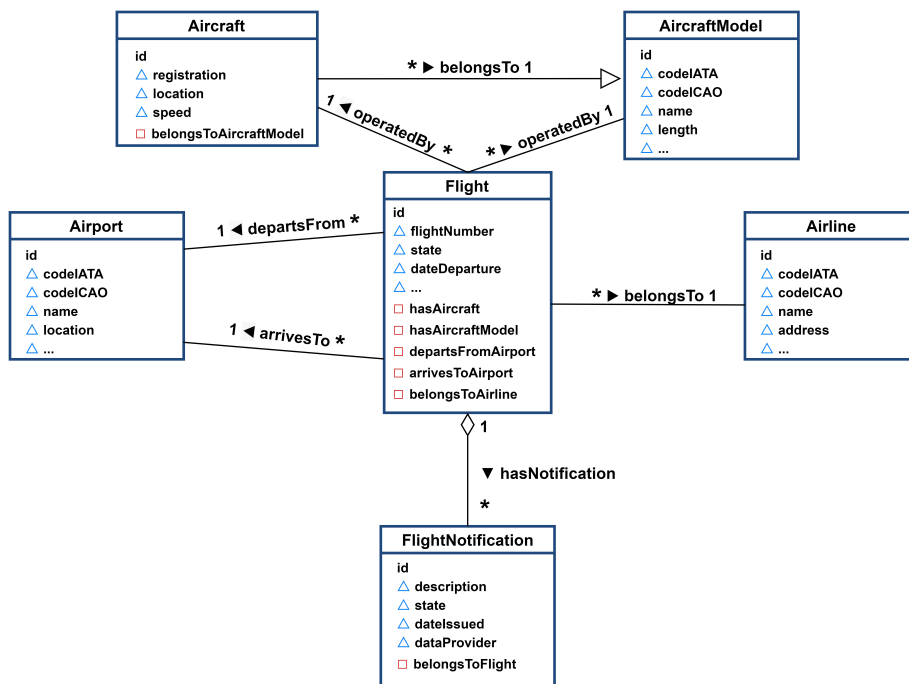 Aircraft
id
registration
location
speed
belongsToAircraftModel
* ► belongsTo 1
AircraftModel
id
codeIATA
codeICAO
name
length
...
1 ◄ operatedBy *
* ▼ operatedBy 1
Flight
id
flightNumber
state
dateDeparture
...
hasAircraft
hasAircraftModel
departsFromAirport
arrivesToAirport
belongsToAirline
Airport
id
codeIATA
codeICAO
name
location
...
1 ◄ departsFrom *
1 ◄ arrivesTo *
* ► belongsTo 1
Airline
id
codeIATA
codeICAO
name
address
...
1
▼ hasNotification
*
FlightNotification
id
description
state
dateIssued
dataProvider
belongsToFlight